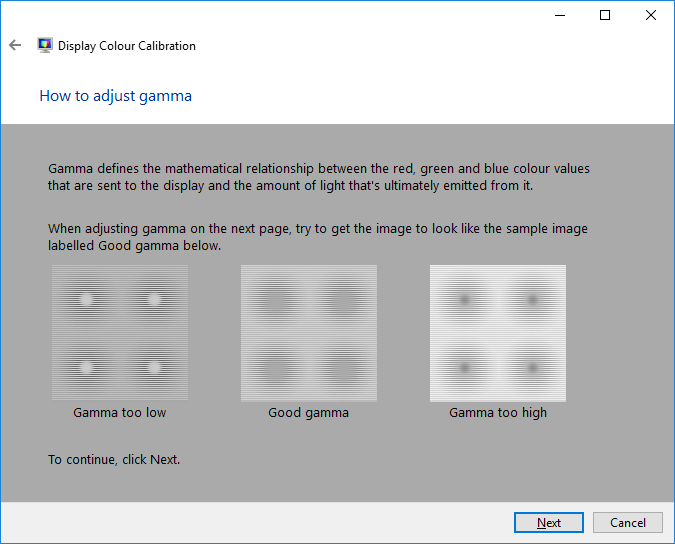 Display Colour Calibration
How to adjust gamma
Gamma defines the mathematical relationship between the red, green and blue colour values
that are sent to the display and the amount of light that's ultimately emitted from it.
When adjusting gamma on the next page, try to get the image to look like the sample image
labelled Good gamma below.
Gamma too low
Good gamma
Gamma too high
To continue, click Next.
Next
Cancel